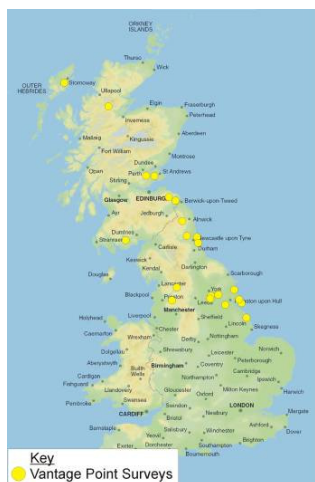 ORKNEY
ISLANDS
Thurso
Wick
OUTER
HEBRIDES
Stornoway
Ullapool
Elgin
Fraserburgh
Peterhead
Inverness
Mallaig
Kingussie
Aberdeen
Fort William
Montrose
Dundee
Oban
Perth
St Andrews
Stirling
Glasgow
EDINBURG
Berwick-upon-Tweed
Ayr
Jedburgh
Alnwick
Dumfries
Newcastle upon Tyne
Stranraer
Carlisle
Durham
Keswick
Darlington
Douglas
Kendal
Scarborough
Lancaster
York
Blackpool
Preston
Leeds
ston upon Hull
Manchester
Holyhead
Liverpool
Sheffield
Lincoln
Skegness
Caernarfon
Chester
Wrexham
Derby
Nottingham
Dolgellau
Shrewsbury
Leicester
Norwich
Aberystwyth
Builth
Wells
Birmingham
Peterborough
Cardigan
Coventry
Cambridge
Fishguard
Llandovery
Northampton
Ipswich
Gloucester
Milton Keynes
Harwich
Pembroke
Swansea
Oxford
CARDIFF
Swindon
LONDON
Bristol
Newbury
Margate
Barnstaple
Salisbury
Winchester
Ashford
Dover
Yeovil
Southampton
Exeter
Dorchester
Brighton
Bournemouth
Key
Vantage Point Surveys